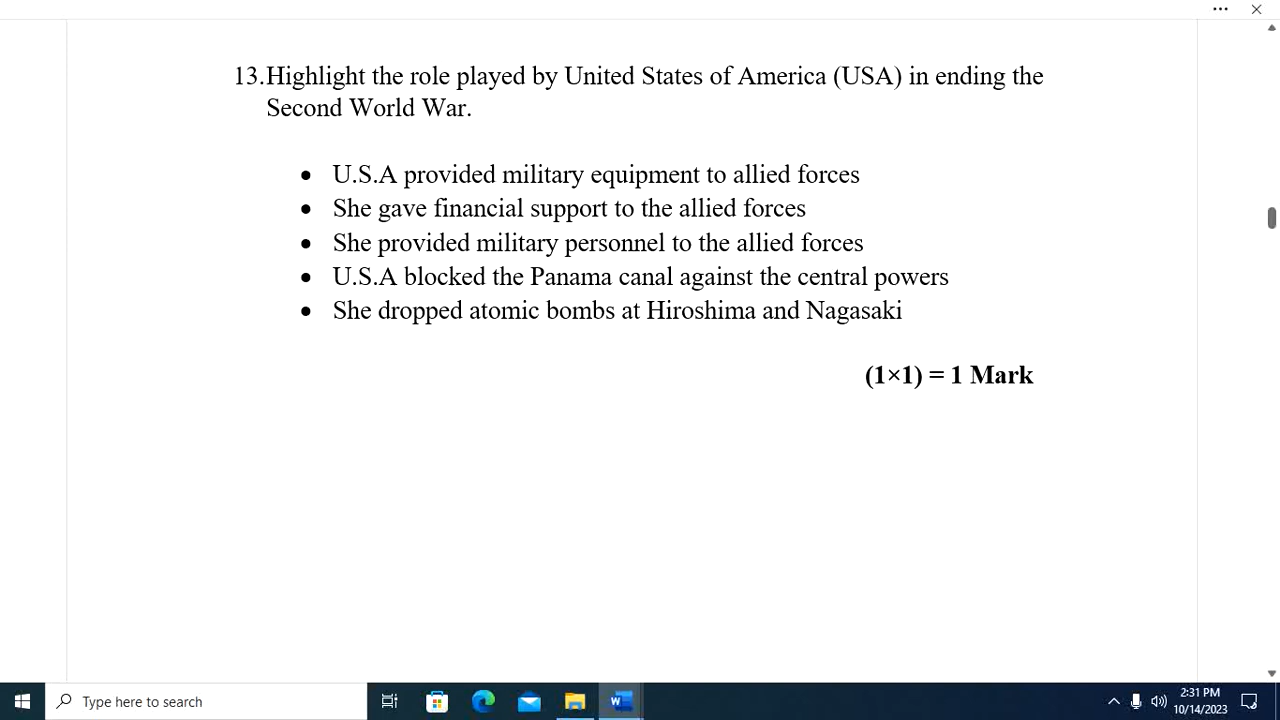 13.Highlight the role played by United States of America (USA) in ending the
Second World War.
• U.S.A provided military equipment to allied forces
• She gave financial support to the allied forces
• She provided military personnel to the allied forces
• U.S.A blocked the Panama canal against the central powers
• She dropped atomic bombs at Hiroshima and Nagasaki
(1×1) = 1 Mark
Type here to search
2:31 PM
10/14/2023